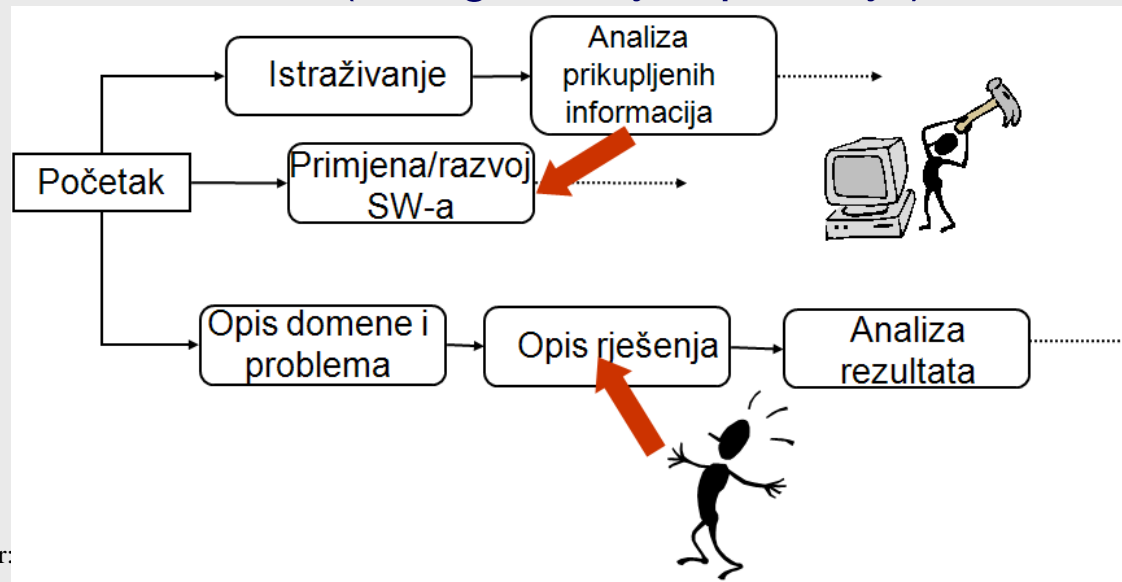 Istraživanje
Analiza
prikupljenih
informacija
Početak
Primjena/razvoj
SW-a
Opis domene i
problema
Opis rješenja
Analiza
rezultata
r: